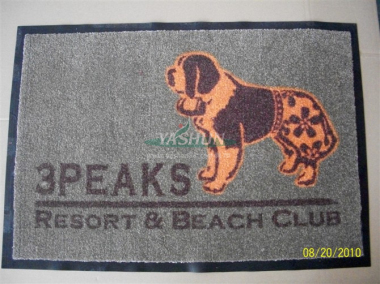 YASHUN
3PEAKS
RESORT & BEACH CLUB
08/20/2010